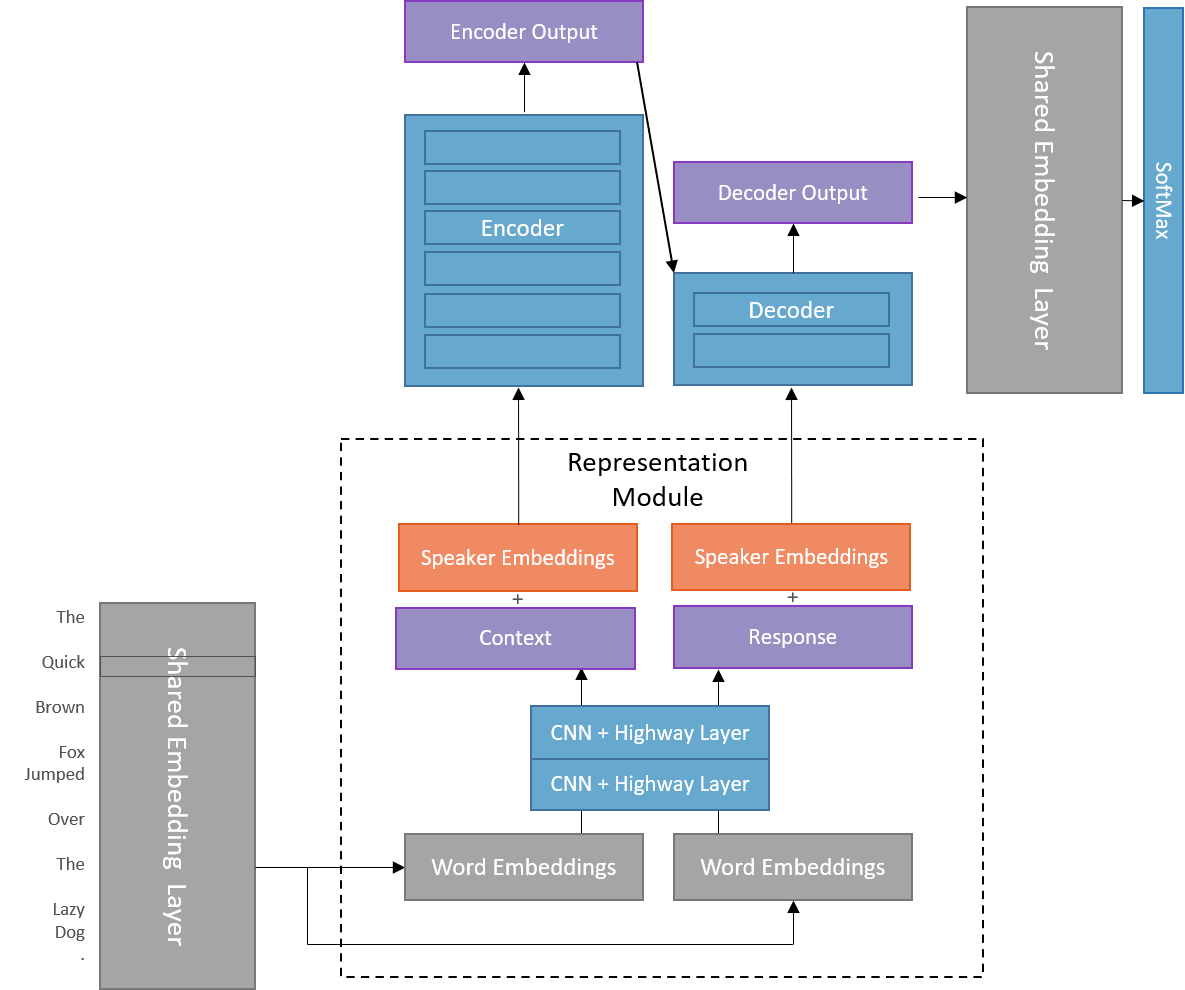 Encoder Output
Encoder
Decoder Output
Decoder
Shared Embedding Layer
SoftMax
Representation
Module
Speaker Embeddings
Speaker Embeddings
+
+
Context
Response
CNN + Highway Layer
CNN + Highway Layer
Word Embeddings
Word Embeddings
The
Quick
Brown
Fox
Jumped
Over
The
Lazy
Dog
.
Shared Embedding Layer